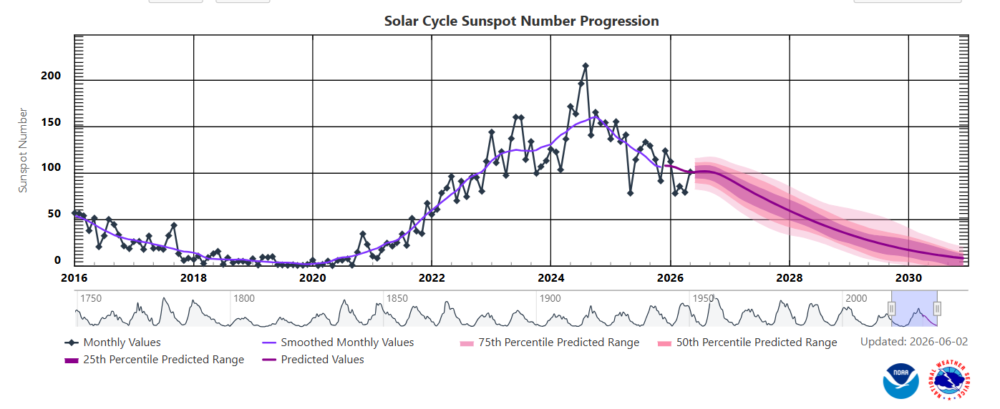 Solar Cycle Sunspot Number Progression
Sunspot Number
200
150
100
50
0
2016 2018 2020 2022 2024 2026 2028 2030
1750 1800 1850 1900 1950 2000
Monthly Values Smoothed Monthly Values 75th Percentile Predicted Range 50th Percentile Predicted Range Updated: 2026-06-02
25th Percentile Predicted Range Predicted Values
NOAA
NATIONAL WEATHER SERVICE